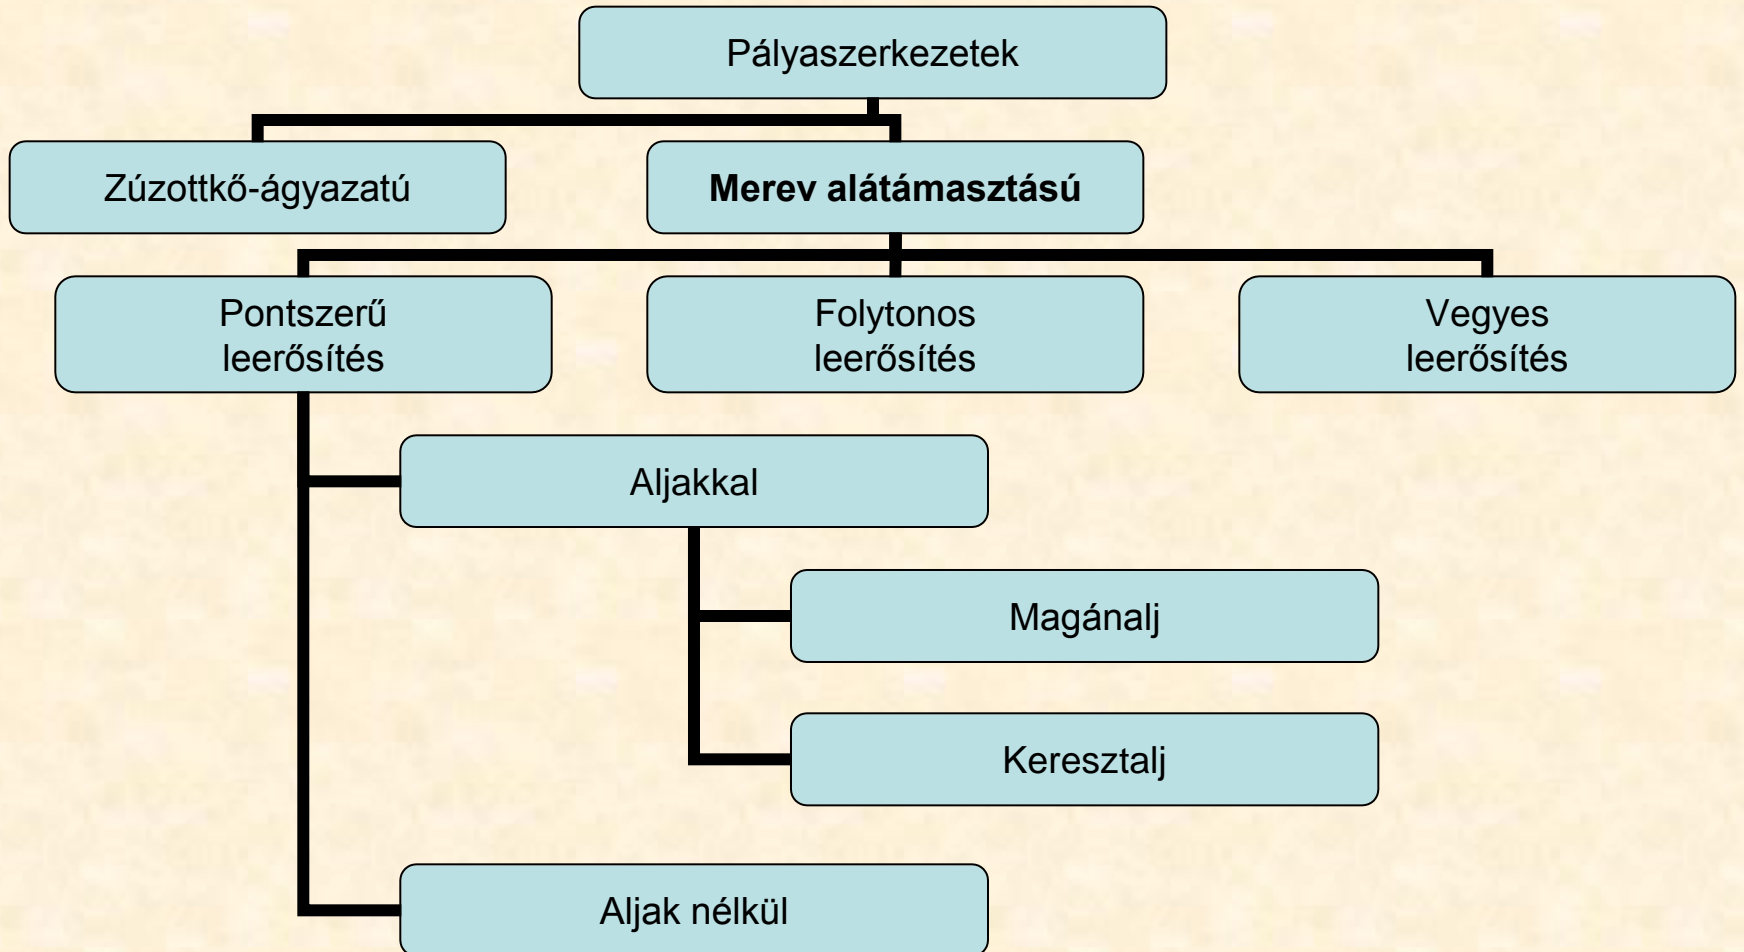 Pályaszerkezetek
Zúzottkő-ágyazatú
Merev alátámasztású
Pontszerű
leerősítés
Folytonos
leerősítés
Vegyes
leerősítés
Aljakkal
Magánalj
Keresztalj
Aljak nélkül